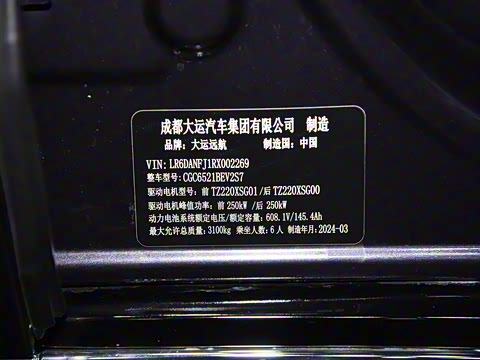 成都大运汽车集团有限公司 制造
品牌：大运远航 制造国：中国
VIN: LR6DANFJ1RX002269
整车型号: CGC6521BEV2S7
驱动电机型号: 前 TZ220XSG01/后 TZ220XSG00
驱动电机峰值功率: 前 250kW /后 250kW
动力电池系统额定电压/额定容量: 608.1V/145.4Ah
最大允许总质量: 3100kg 乘坐人数: 6 人 制造年月: 2024-03